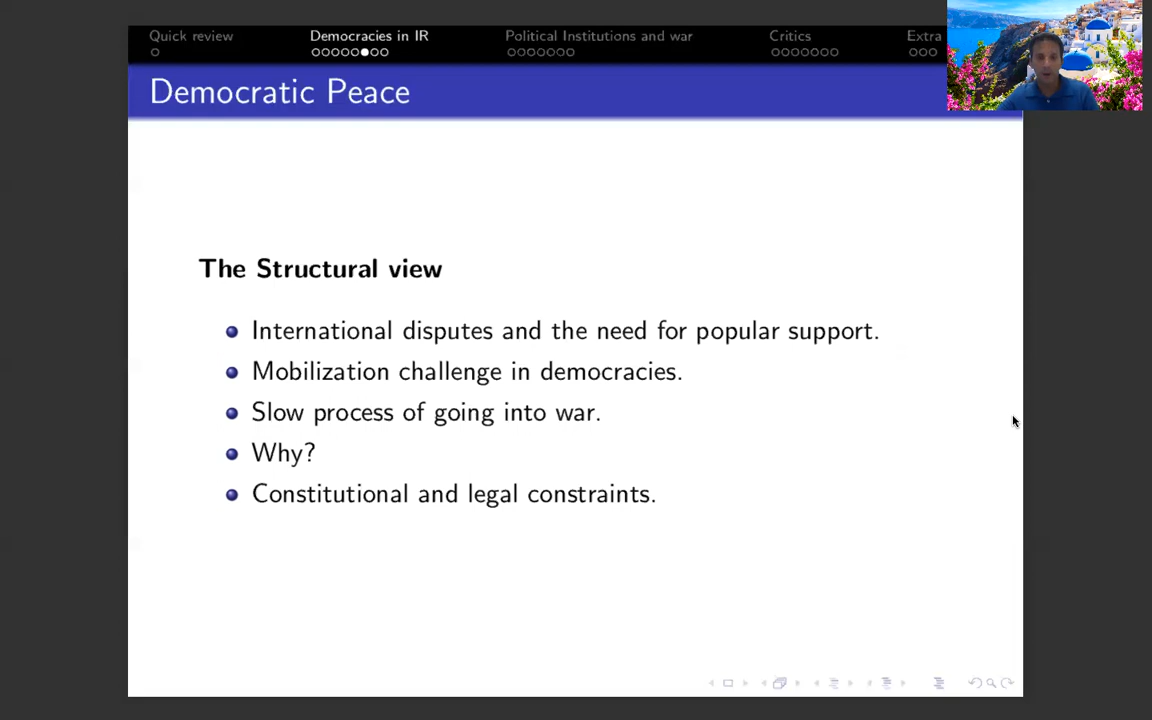 Quick review
Democracies in IR
Political Institutions and war
Critics
Extra
Democratic Peace
The Structural view
International disputes and the need for popular support.
Mobilization challenge in democracies.
Slow process of going into war.
Why?
Constitutional and legal constraints.